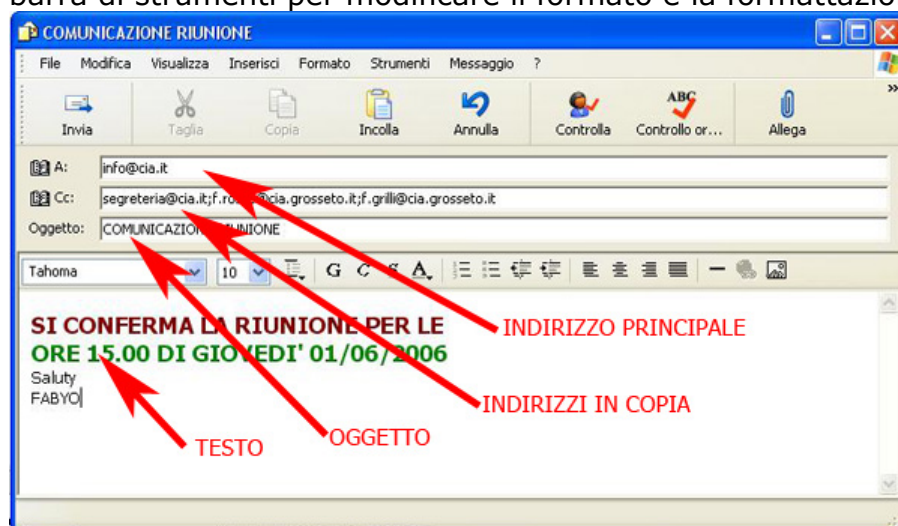 barra di strumenti per modificare il formato e la formattazio
COMUNICAZIONE RIUNIONE
File Modifica Visualizza Inserisci Formato Strumenti Messaggio ?
Invia Taglia Copia Incolla Annulla Controlla Controllo or... Allega
A: info@cia.it
Cc: segreteria@cia.it;f.ro @cia.grosseto.it;f.grilli@cia.grosseto.it
Oggetto: COMUNICAZIONE RIUNIONE
Tahoma 10 G C S A
SI CONFERMA LA RIUNIONE PER LE
ORE 15.00 DI GIOVEDI' 01/06/2006
Saluty
FABYO
INDIRIZZO PRINCIPALE
INDIRIZZI IN COPIA
OGGETTO
TESTO